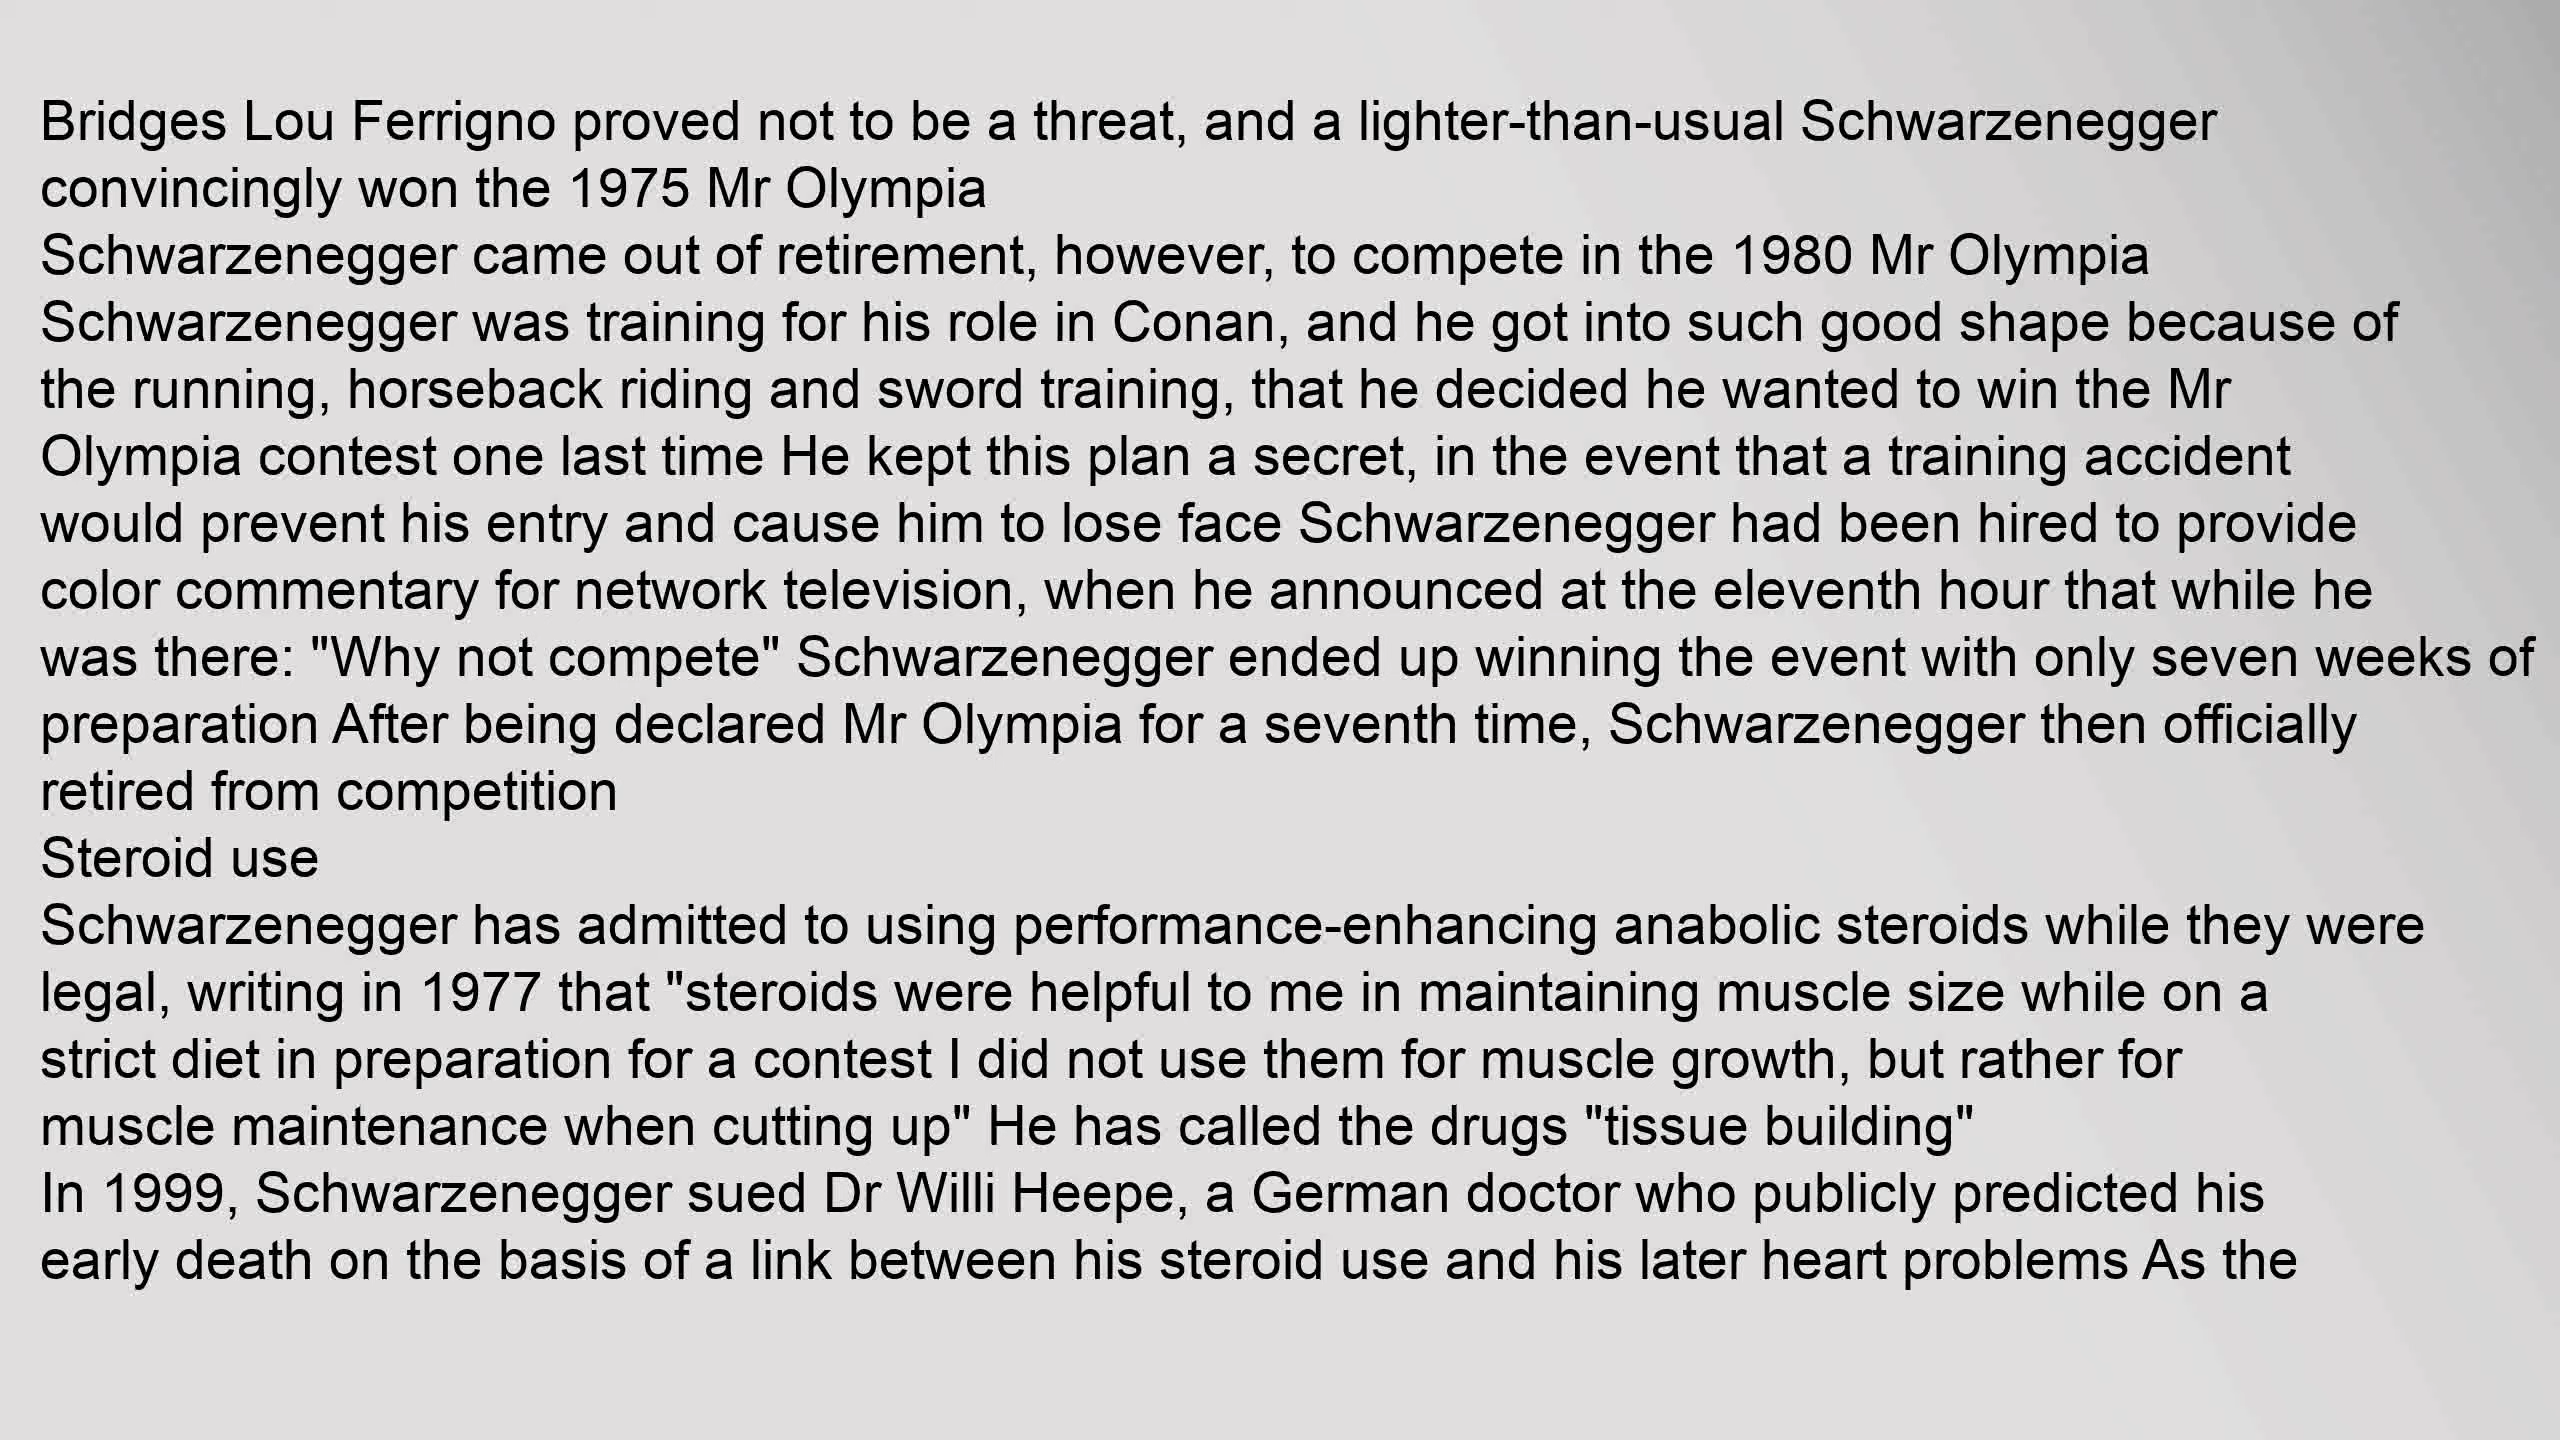 Bridges Lou Ferrigno proved not to be a threat, and a lighter-than-usual Schwarzenegger
convincingly won the 1975 Mr Olympia
Schwarzenegger came out of retirement, however, to compete in the 1980 Mr Olympia
Schwarzenegger was training for his role in Conan, and he got into such good shape because of
the running, horseback riding and sword training, that he decided he wanted to win the Mr
Olympia contest one last time He kept this plan a secret, in the event that a training accident
would prevent his entry and cause him to lose face Schwarzenegger had been hired to provide
color commentary for network television, when he announced at the eleventh hour that while he
was there: "Why not compete" Schwarzenegger ended up winning the event with only seven weeks of
preparation After being declared Mr Olympia for a seventh time, Schwarzenegger then officially
retired from competition
Steroid use
Schwarzenegger has admitted to using performance-enhancing anabolic steroids while they were
legal, writing in 1977 that "steroids were helpful to me in maintaining muscle size while on a
strict diet in preparation for a contest I did not use them for muscle growth, but rather for
muscle maintenance when cutting up" He has called the drugs "tissue building"
In 1999, Schwarzenegger sued Dr Willi Heepe, a German doctor who publicly predicted his
early death on the basis of a link between his steroid use and his later heart problems As the